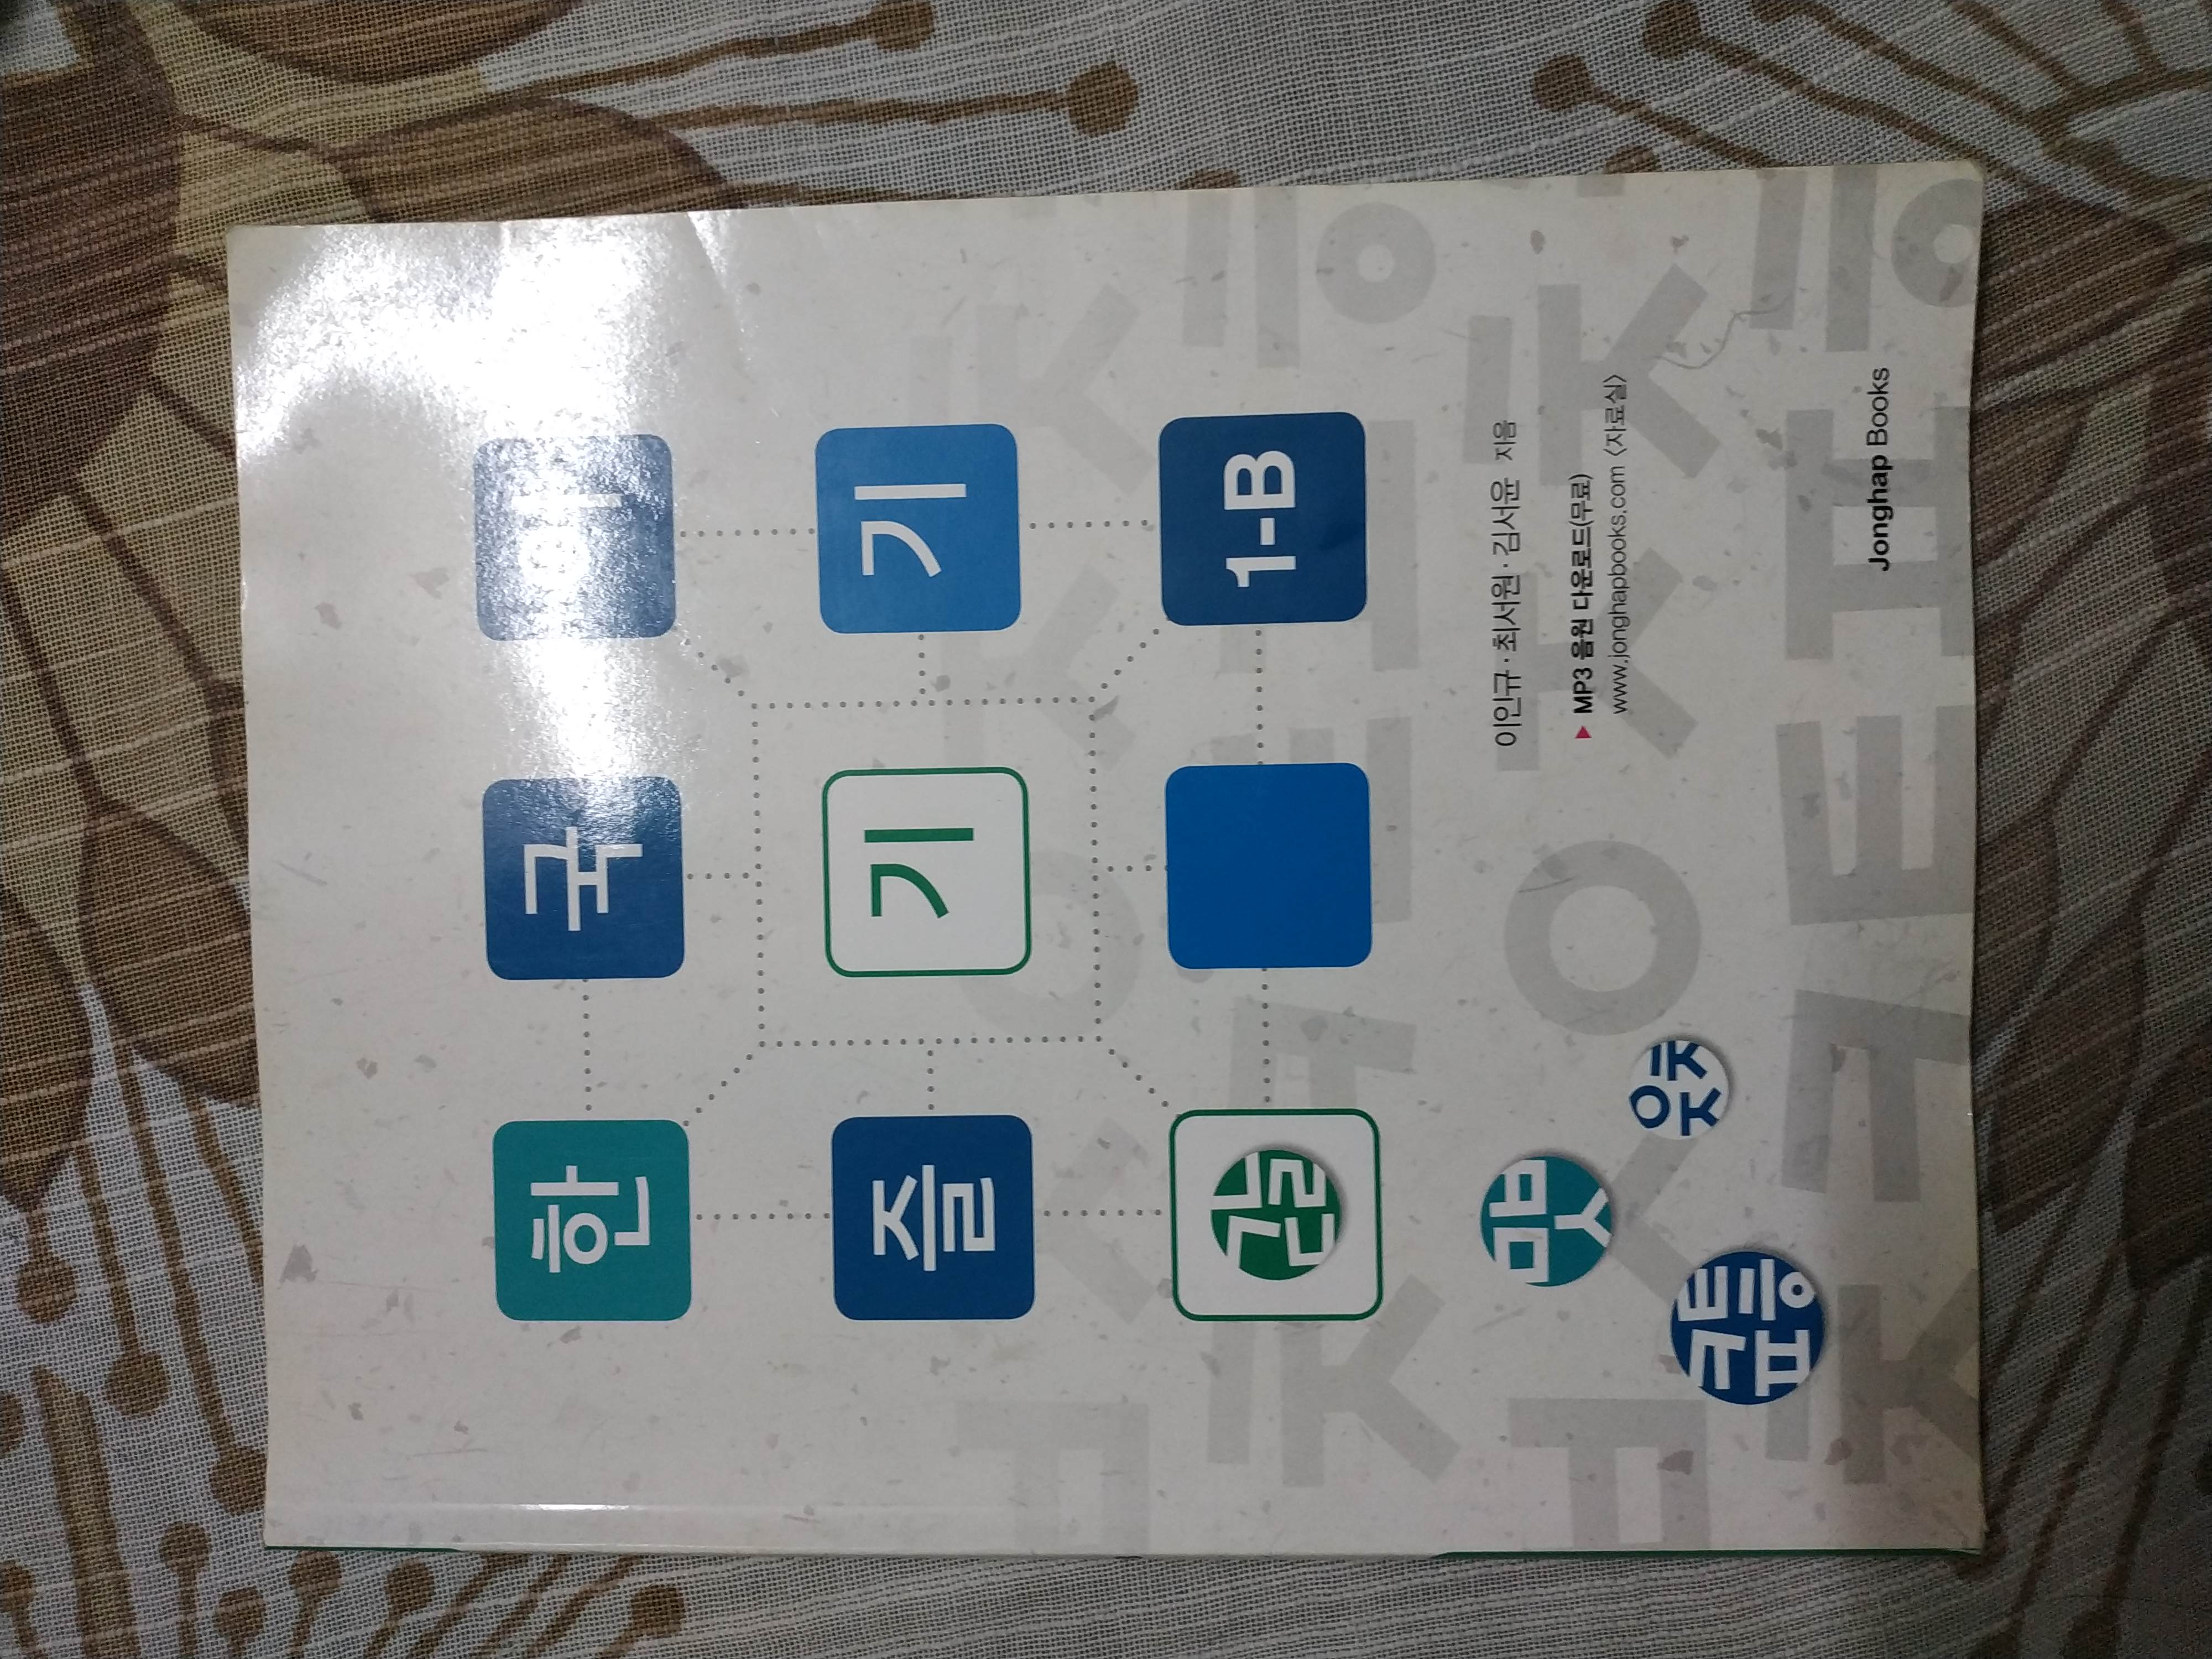 한 국 어
즐 기 기
1-B
이인규 · 최서원 · 김서윤 지음
▶ MP3 음원 다운로드(무료)
www.jonghapbooks.com 〈자료실〉
Jonghap Books